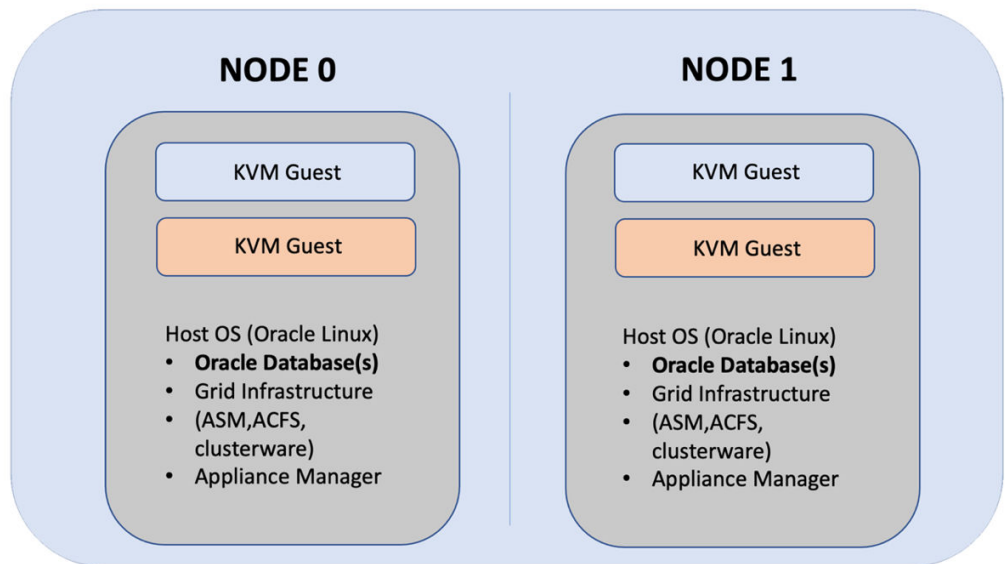 NODE 0
KVM Guest
KVM Guest
Host OS (Oracle Linux)
• Oracle Database(s)
• Grid Infrastructure
• (ASM,ACFS,
clusterware)
• Appliance Manager
NODE 1
KVM Guest
KVM Guest
Host OS (Oracle Linux)
• Oracle Database(s)
• Grid Infrastructure
• (ASM,ACFS,
clusterware)
• Appliance Manager